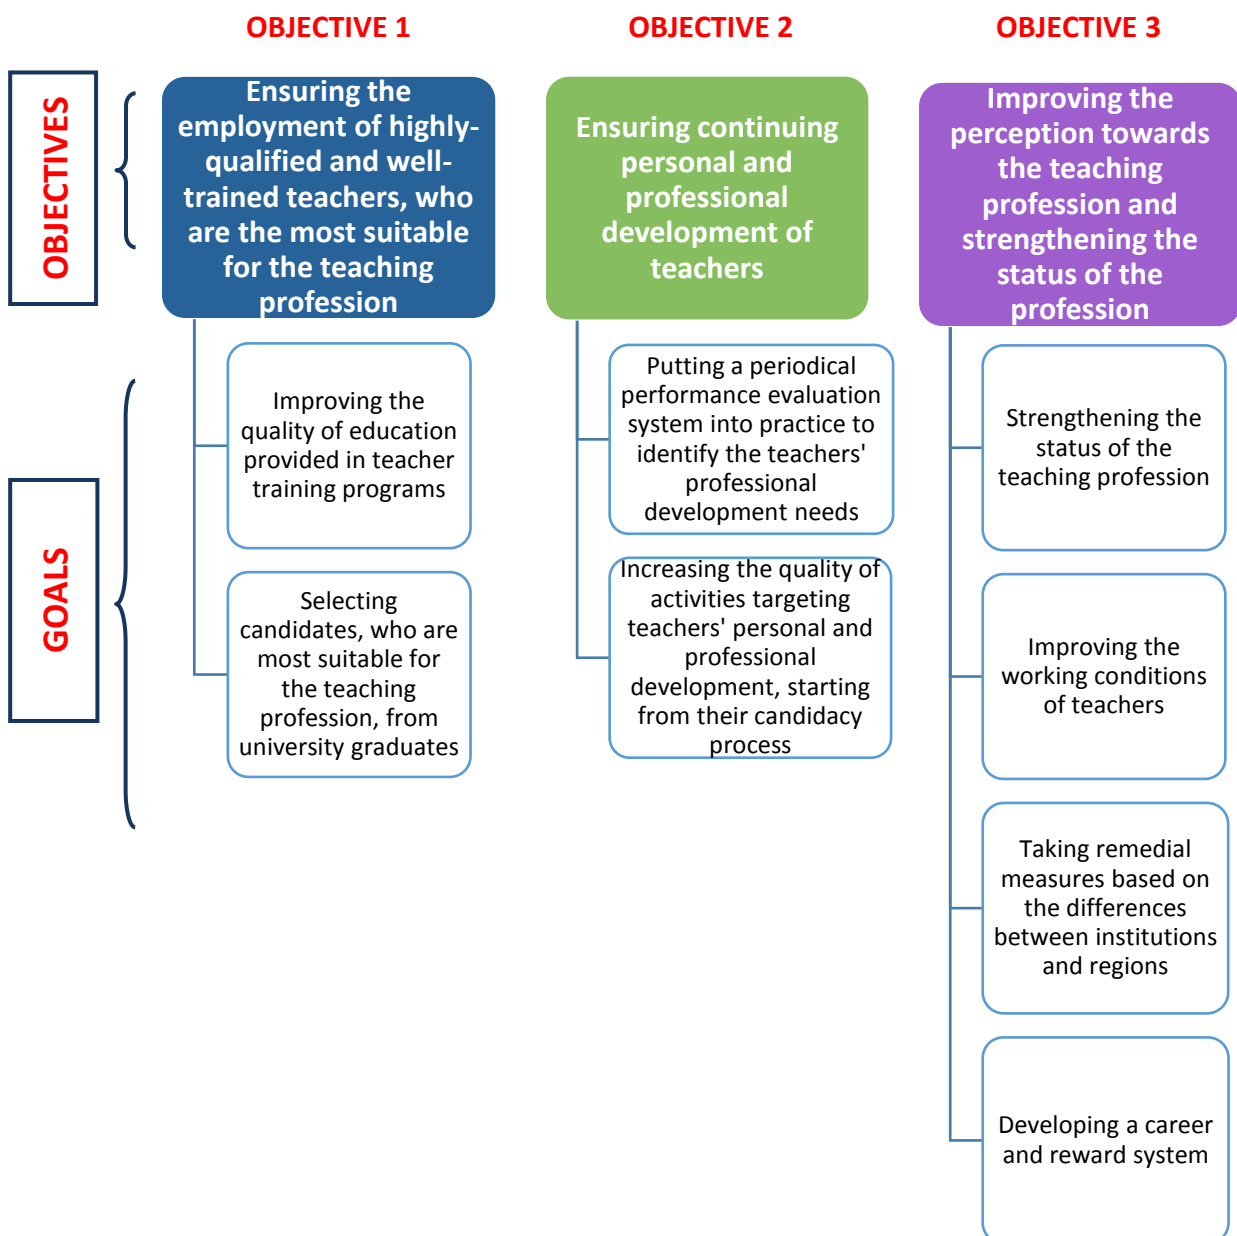 OBJECTIVE 1
OBJECTIVE 2
OBJECTIVE 3
OBJECTIVES
Ensuring the
employment of highly-
qualified and well-
trained teachers, who
are the most suitable
for the teaching
profession
Ensuring continuing
personal and
professional
development of
teachers
Improving the
perception towards
the teaching
profession and
strengthening the
status of the
profession
GOALS
Improving the
quality of education
provided in teacher
training programs
Selecting
candidates, who are
most suitable for
the teaching
profession, from
university graduates
Putting a periodical
performance evaluation
system into practice to
identify the teachers'
professional
development needs
Increasing the quality of
activities targeting
teachers' personal and
professional
development, starting
from their candidacy
process
Strengthening the
status of the
teaching profession
Improving the
working conditions
of teachers
Taking remedial
measures based on
the differences
between institutions
and regions
Developing a career
and reward system